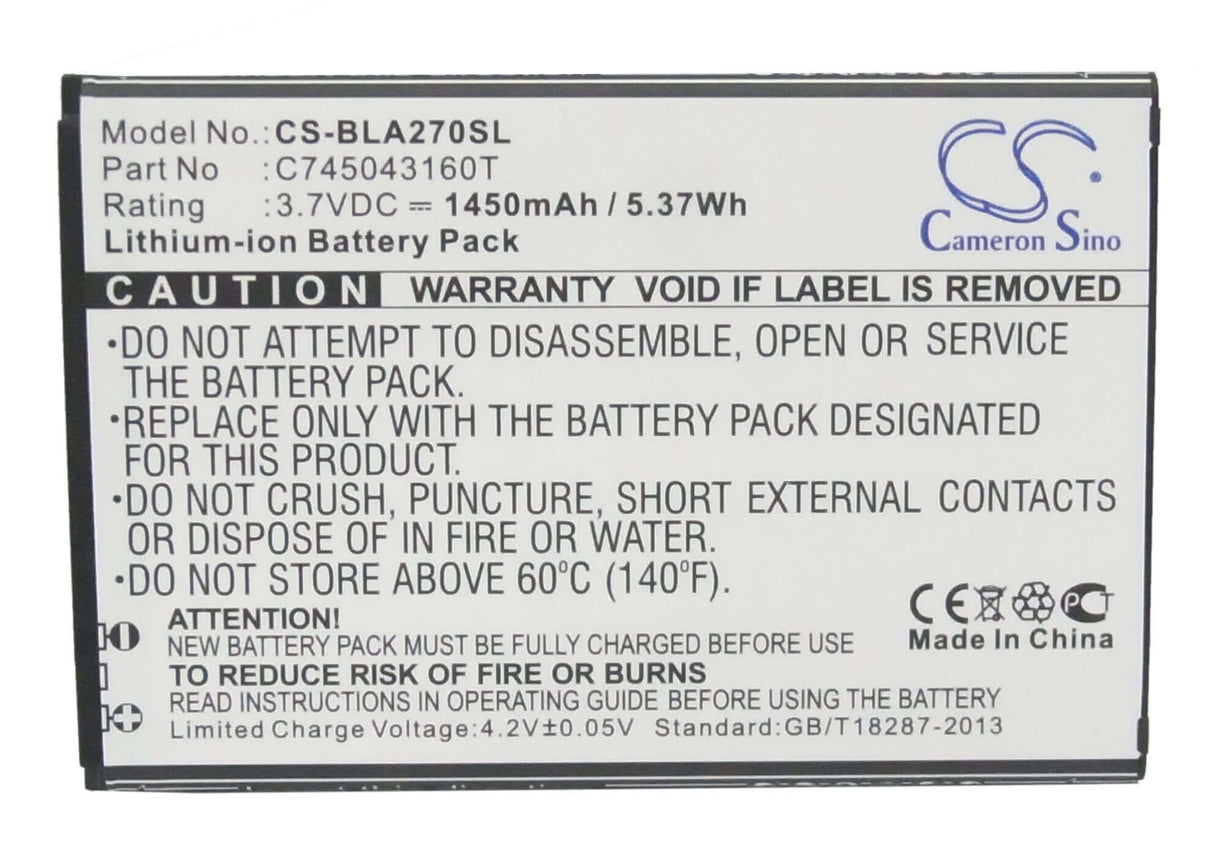 Model No.: CS-BLA270SL
Part No : C745043160T
Rating : 3.7VDC ⎓ 1450mAh / 5.37Wh
Lithium-ion Battery Pack
CS
Cameron Sino
CAUTION WARRANTY VOID IF LABEL IS REMOVED
•DO NOT ATTEMPT TO DISASSEMBLE, OPEN OR SERVICE
THE BATTERY PACK.
•REPLACE ONLY WITH THE BATTERY PACK DESIGNATED
FOR THIS PRODUCT.
•DO NOT CRUSH, PUNCTURE, SHORT EXTERNAL CONTACTS
OR DISPOSE OF IN FIRE OR WATER.
•DO NOT STORE ABOVE 60°C (140°F).
ATTENTION!
NEW BATTERY PACK MUST BE FULLY CHARGED BEFORE USE
TO REDUCE RISK OF FIRE OR BURNS
READ INSTRUCTIONS IN OPERATING GUIDE BEFORE USING THE BATTERY
Limited Charge Voltage:4.2V±0.05V Standard:GB/T18287-2013
CE PCT
Made In China